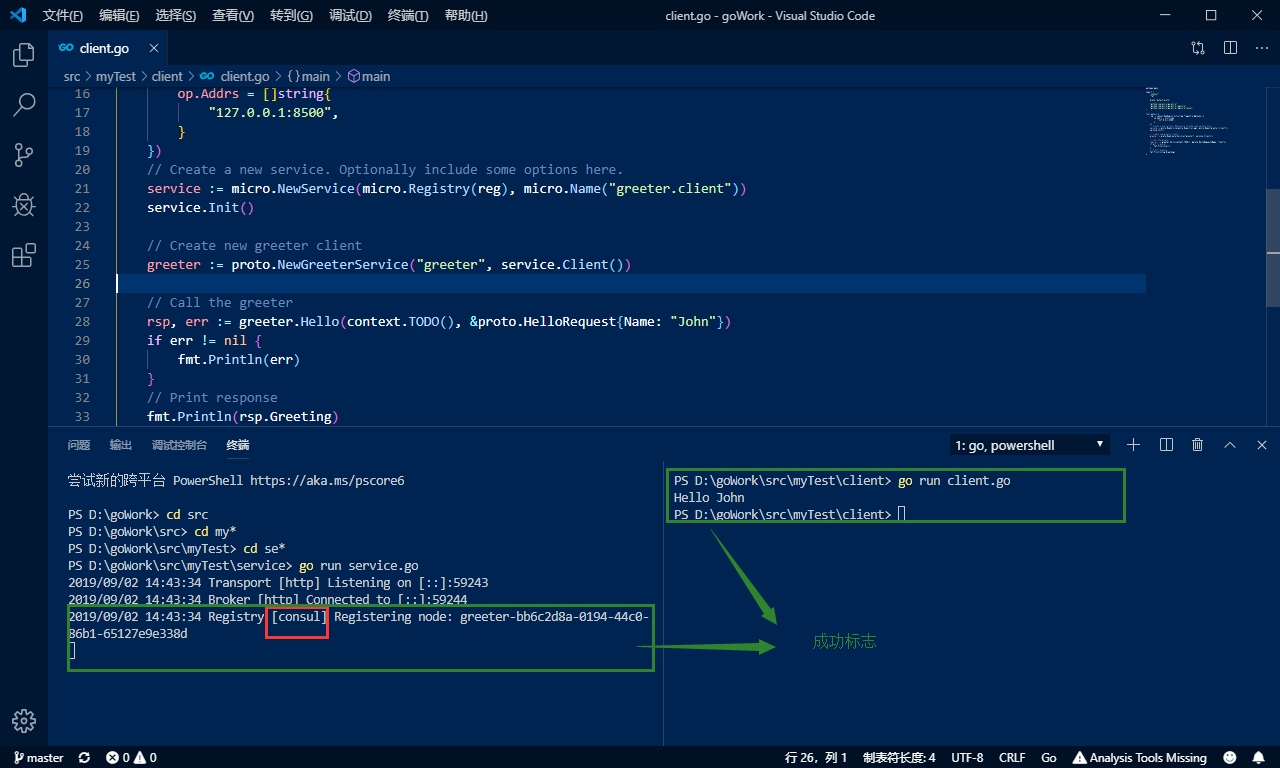 文件(F) 编辑(E) 选择(S) 查看(V) 转到(G) 调试(D) 终端(T) 帮助(H) client.go - goWork - Visual Studio Code
GO client.go
src > myTest > client > GO client.go > {} main > main
16 op.Addrs = []string{
17 "127.0.0.1:8500",
18 }
19 })
20 // Create a new service. Optionally include some options here.
21 service := micro.NewService(micro.Registry(reg), micro.Name("greeter.client"))
22 service.Init()
23
24 // Create new greeter client
25 greeter := proto.NewGreeterService("greeter", service.Client())
26
27 // Call the greeter
28 rsp, err := greeter.Hello(context.TODO(), &proto.HelloRequest{Name: "John"})
29 if err != nil {
30 fmt.Println(err)
31 }
32 // Print response
33 fmt.Println(rsp.Greeting)
问题 输出 调试控制台 终端 1: go, powershell
尝试新的跨平台 PowerShell https://aka.ms/pscore6
PS D:\goWork> cd src
PS D:\goWork\src> cd my*
PS D:\goWork\src\myTest> cd se*
PS D:\goWork\src\myTest\service> go run service.go
2019/09/02 14:43:34 Transport [http] Listening on [::]:59243
2019/09/02 14:43:34 Broker [http] Connected to [::]:59244
2019/09/02 14:43:34 Registry [consul] Registering node: greeter-bb6c2d8a-0194-44c0-
86b1-65127e9e338d
PS D:\goWork\src\myTest\client> go run client.go
Hello John
PS D:\goWork\src\myTest\client>
成功标志
master 0 0 行 26，列 1 制表符长度: 4 UTF-8 CRLF Go Analysis Tools Missing